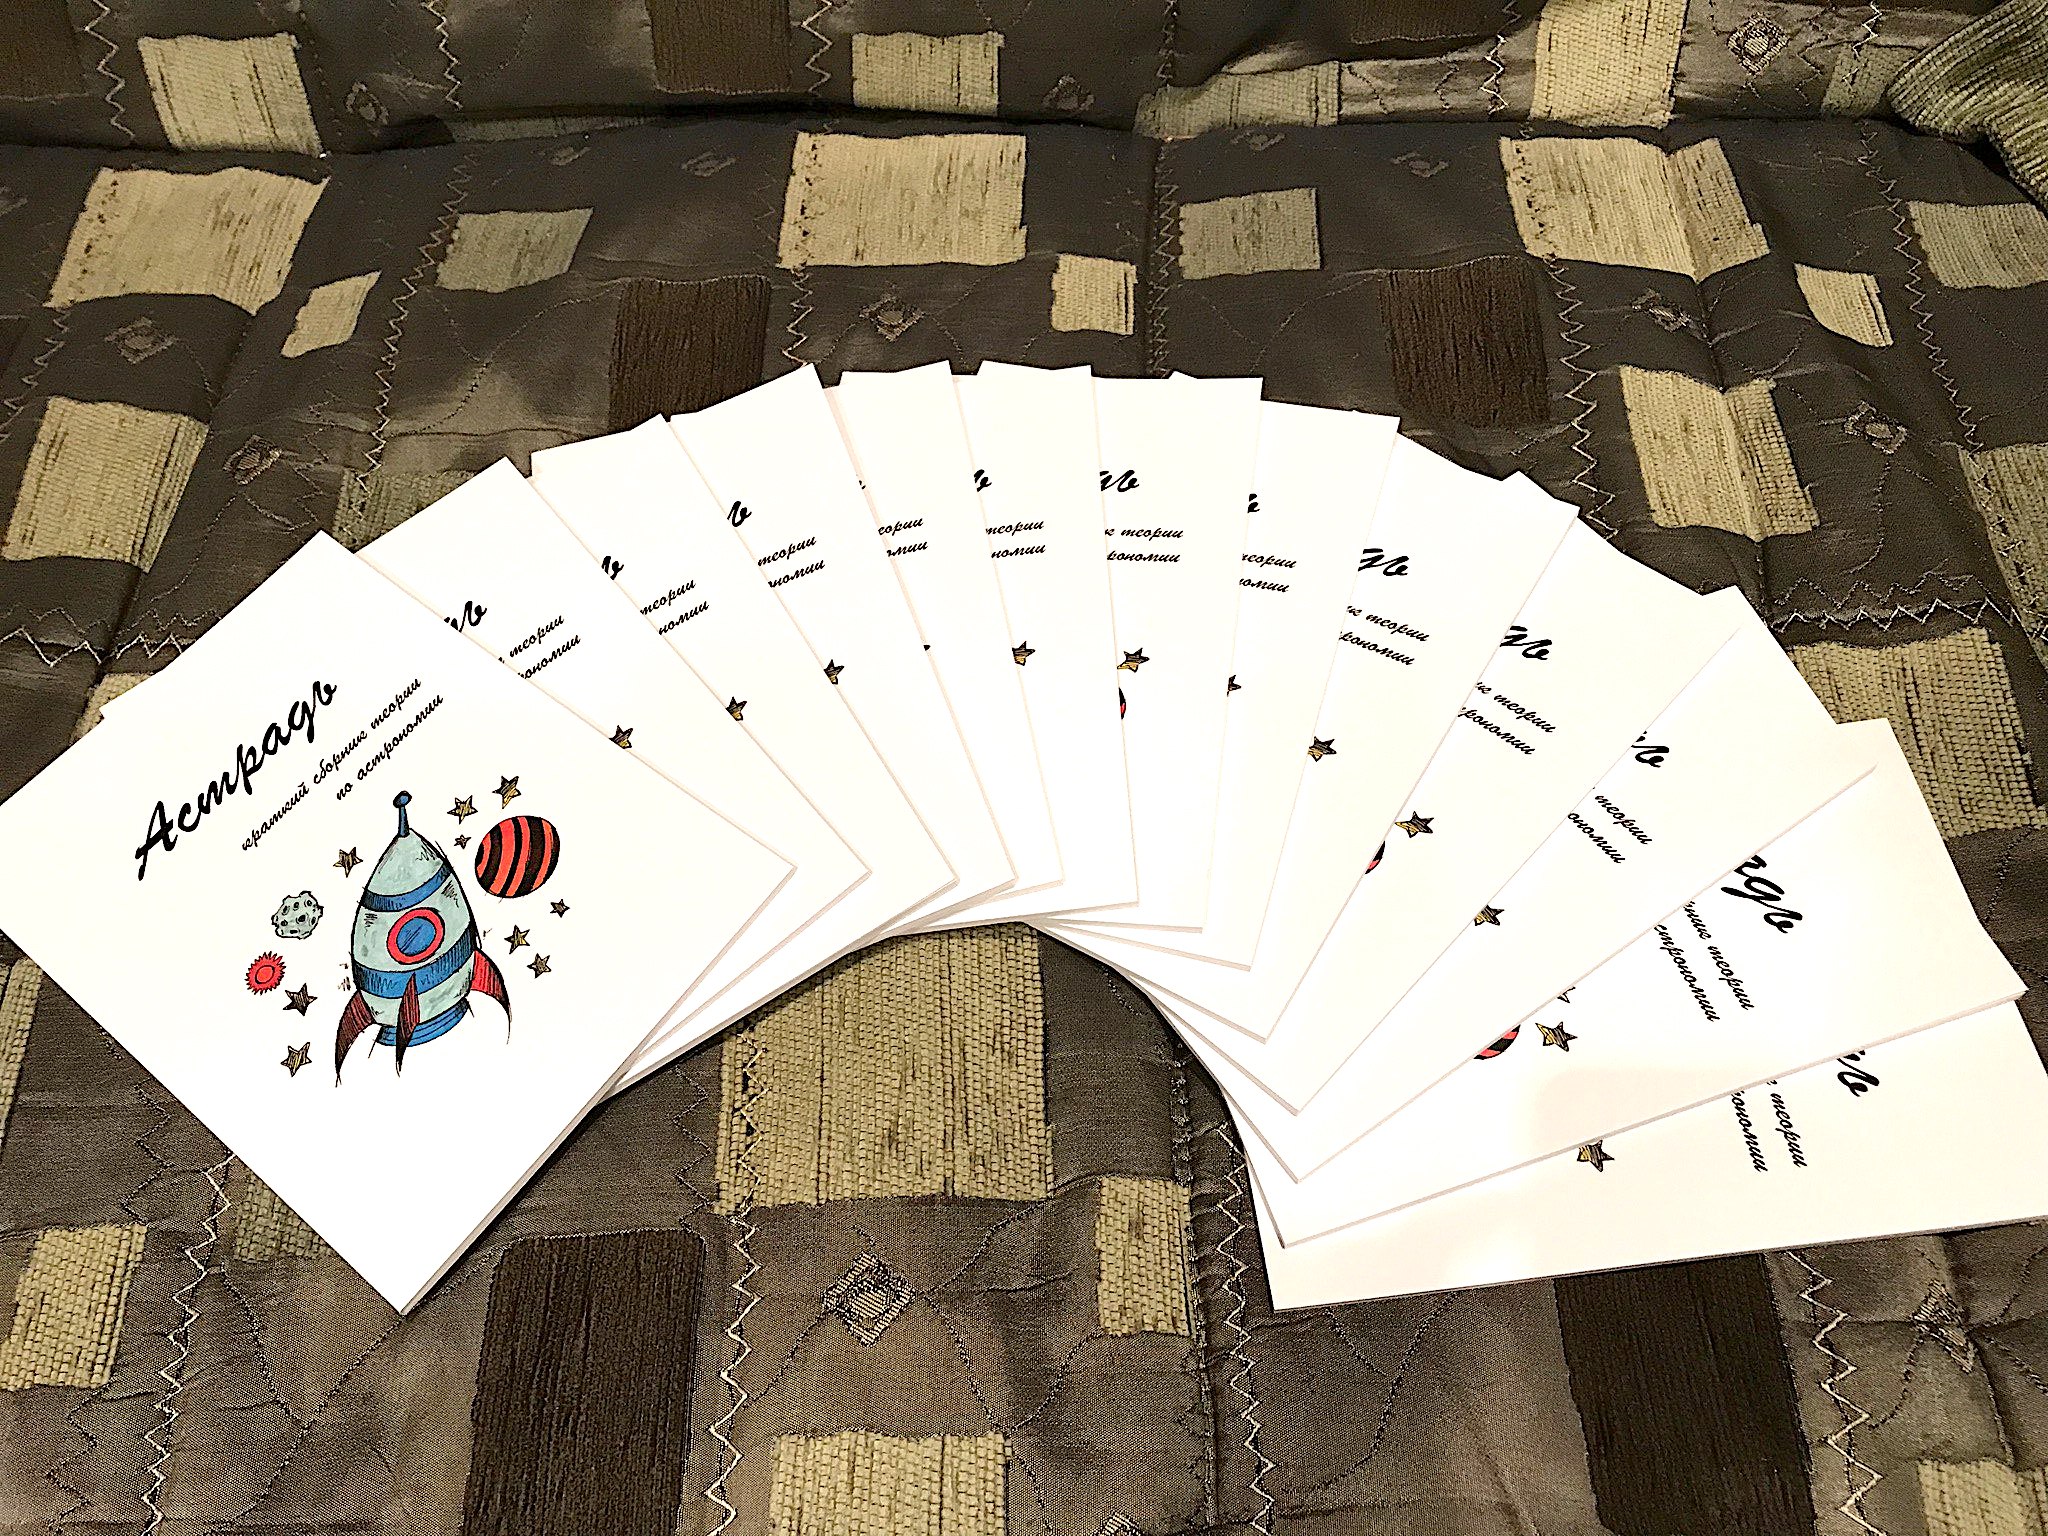 Астрадь
краткий сборник теории
по астрономии